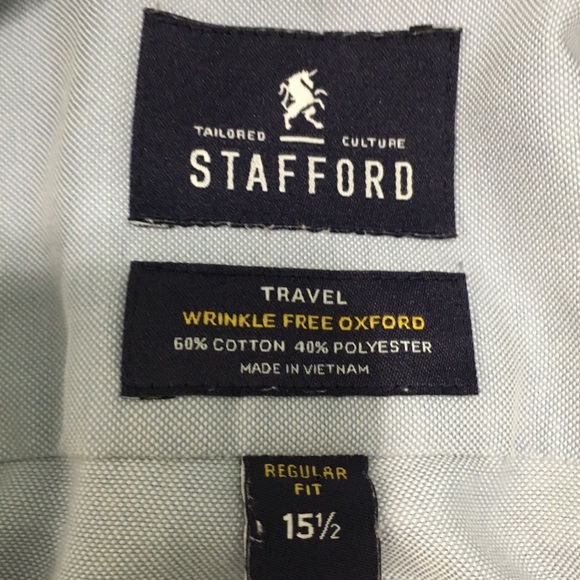 TAILORED CULTURE
STAFFORD
TRAVEL
WRINKLE FREE OXFORD
60% COTTON 40% POLYESTER
MADE IN VIETNAM
REGULAR
FIT
15½